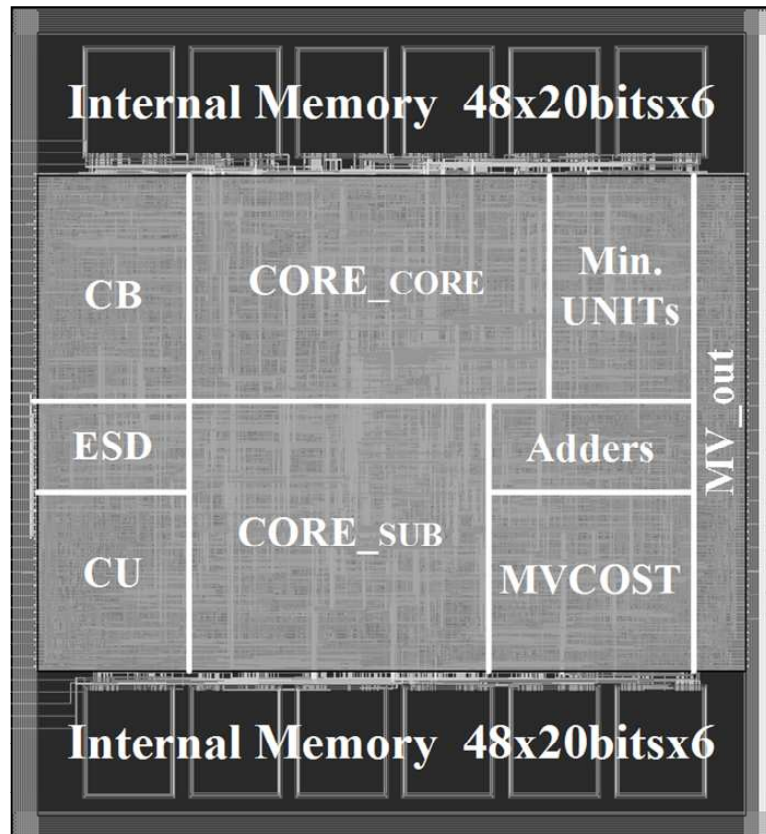 Internal Memory 48x20bitsx6
CB
CORE_CORE
Min.
UNITs
MV_out
ESD
Adders
CORE_SUB
CU
MVCOST
Internal Memory 48x20bitsx6